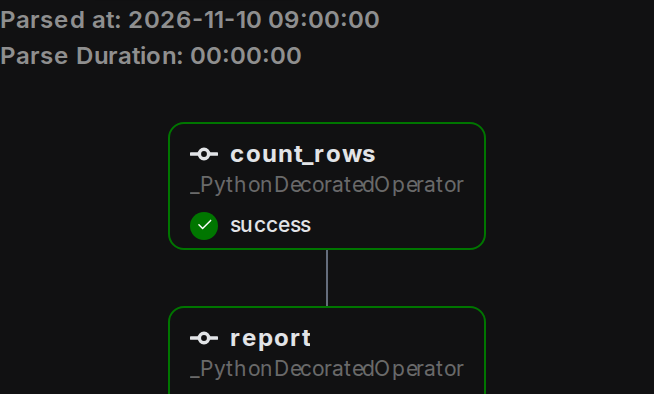 Parsed at: 2026-11-10 09:00:00
Parse Duration: 00:00:00
count_rows
_PythonDecoratedOperator
success
report
_PythonDecoratedOperator